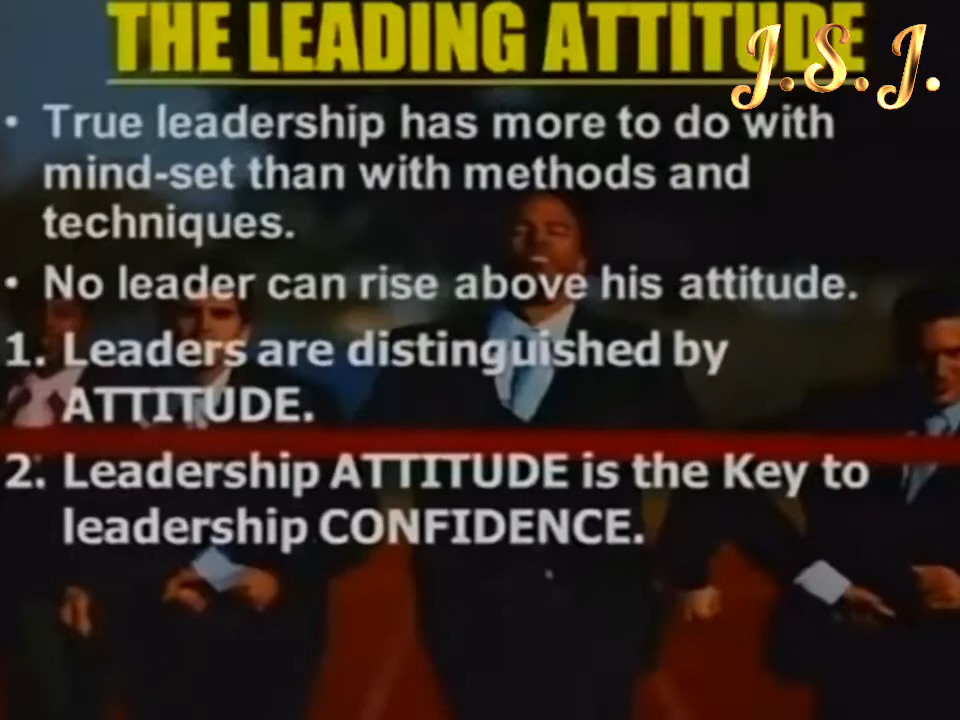 THE LEADING ATTITUDE
J.S.J.
• True leadership has more to do with
mind-set than with methods and
techniques.
• No leader can rise above his attitude.
1. Leaders are distinguished by
ATTITUDE.
2. Leadership ATTITUDE is the Key to
leadership CONFIDENCE.